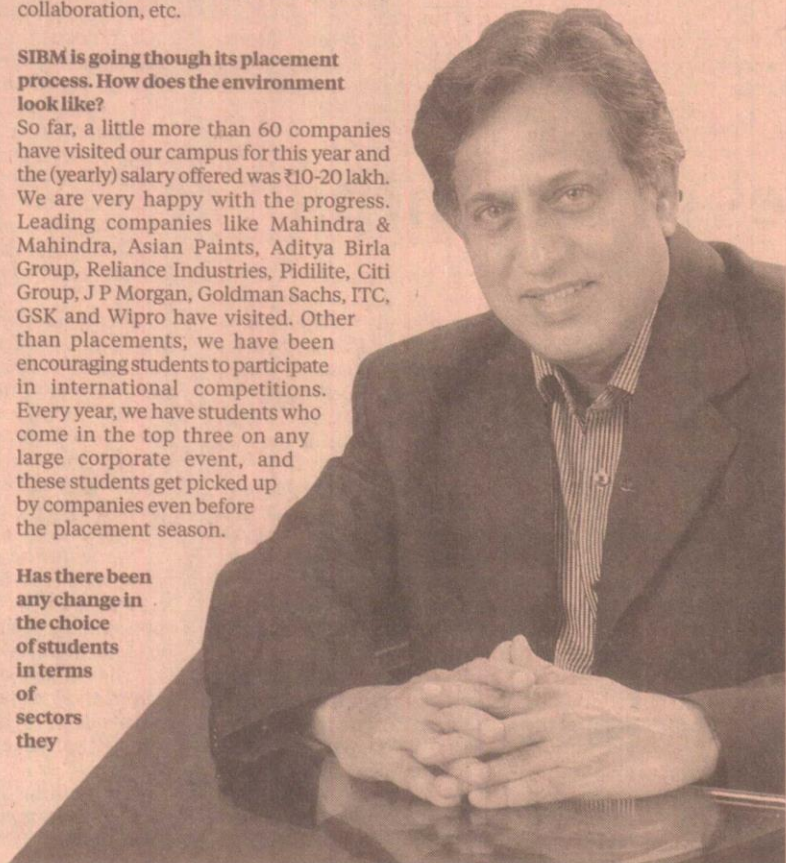 collaboration, etc.
SIBM is going though its placement
process. How does the environment
look like?
So far, a little more than 60 companies
have visited our campus for this year and
the (yearly) salary offered was ₹10-20 lakh.
We are very happy with the progress.
Leading companies like Mahindra &
Mahindra, Asian Paints, Aditya Birla
Group, Reliance Industries, Pidilite, Citi
Group, J P Morgan, Goldman Sachs, ITC,
GSK and Wipro have visited. Other
than placements, we have been
encouraging students to participate
in international competitions.
Every year, we have students who
come in the top three on any
large corporate event, and
these students get picked up
by companies even before
the placement season.
Has there been
any change in
the choice
of students
in terms
of
sectors
they